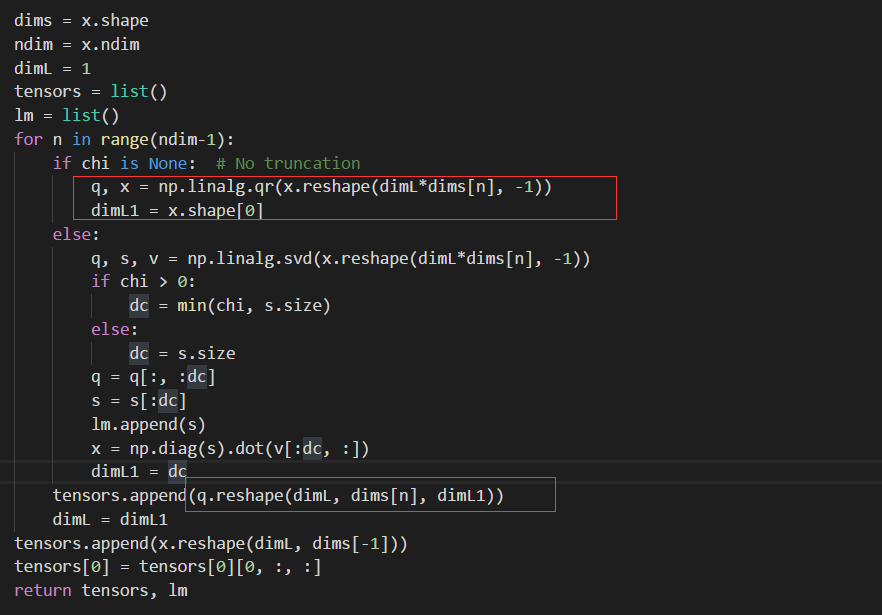 dims = x.shape
ndim = x.ndim
dimL = 1
tensors = list()
lm = list()
for n in range(ndim-1):
    if chi is None:  # No truncation
        q, x = np.linalg.qr(x.reshape(dimL*dims[n], -1))
        dimL1 = x.shape[0]
    else:
        q, s, v = np.linalg.svd(x.reshape(dimL*dims[n], -1))
        if chi > 0:
            dc = min(chi, s.size)
        else:
            dc = s.size
        q = q[:, :dc]
        s = s[:dc]
        lm.append(s)
        x = np.diag(s).dot(v[:dc, :])
        dimL1 = dc
    tensors.append(q.reshape(dimL, dims[n], dimL1))
    dimL = dimL1
tensors.append(x.reshape(dimL, dims[-1]))
tensors[0] = tensors[0][0, :, :]
return tensors, lm